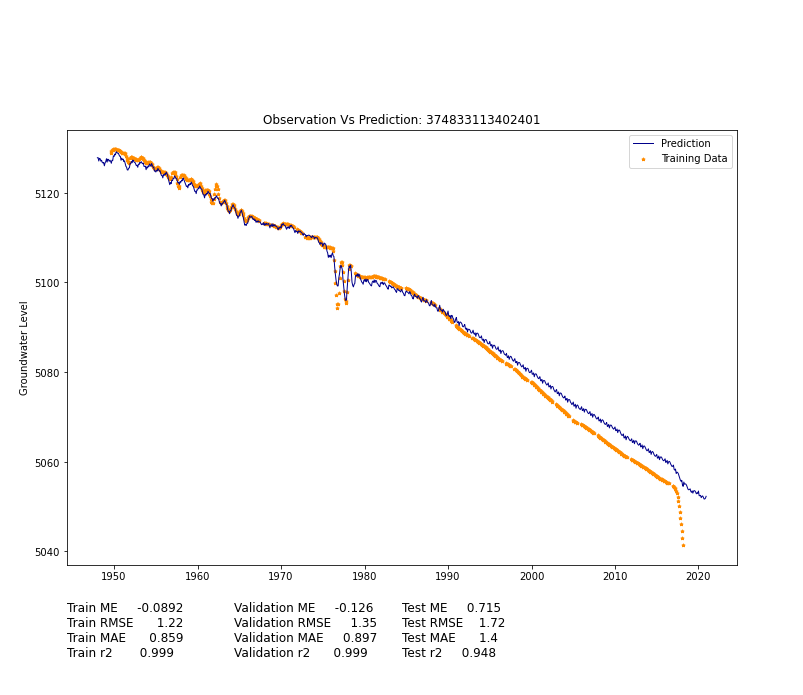 Observation Vs Prediction: 374833113402401
Prediction
Training Data
5120
5100
5080
5060
5040
Groundwater Level
1950 1960 1970 1980 1990 2000 2010 2020
Train ME -0.0892 Validation ME -0.126 Test ME 0.715
Train RMSE 1.22 Validation RMSE 1.35 Test RMSE 1.72
Train MAE 0.859 Validation MAE 0.897 Test MAE 1.4
Train r2 0.999 Validation r2 0.999 Test r2 0.948